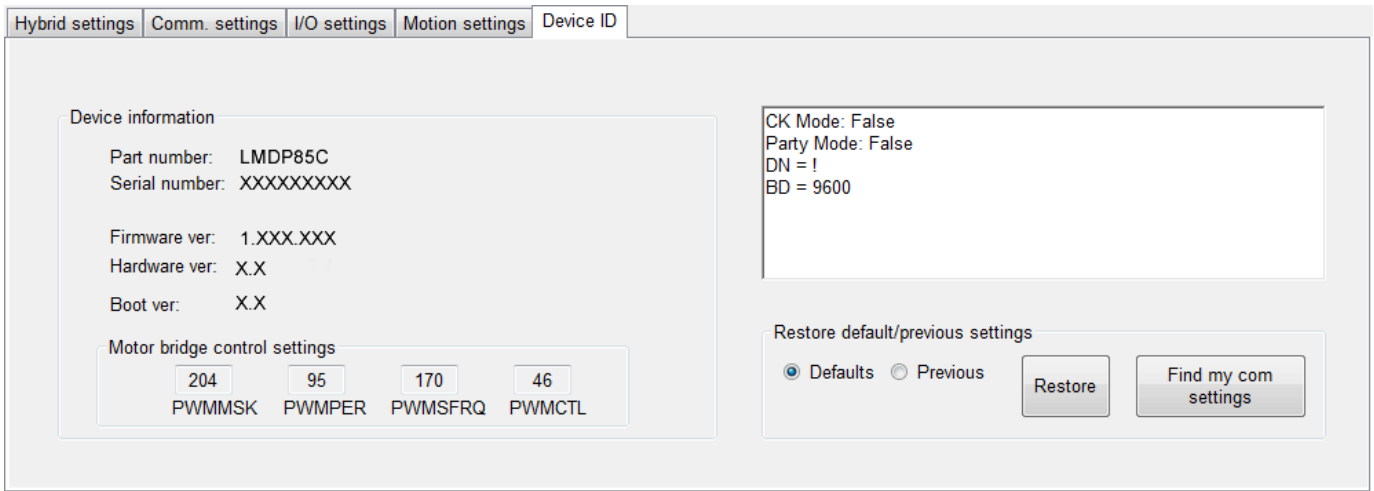 Hybrid settings Comm. settings I/O settings Motion settings Device ID
Device information
Part number: LMDP85C
Serial number: XXXXXXXXX
Firmware ver: 1.XXX.XXX
Hardware ver: X.X
Boot ver: X.X
Motor bridge control settings
204 95 170 46
PWMMSK PWMPER PWMSFRQ PWMCTL
CK Mode: False
Party Mode: False
DN = !
BD = 9600
Restore default/previous settings
Defaults Previous
Restore
Find my com
settings